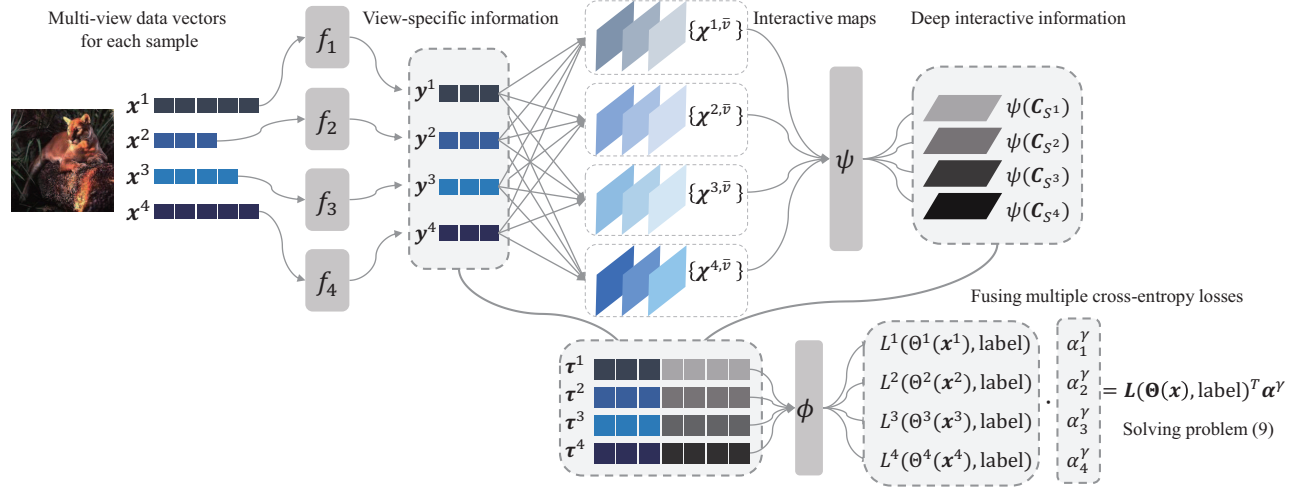 Multi-view data vectors
for each sample
View-specific information
Interactive maps
Deep interactive information
f₁
f₂
f₃
f₄
x¹
x²
x³
x⁴
y¹
y²
y³
y⁴
{χ^{1,v̅}}
{χ^{2,v̅}}
{χ^{3,v̅}}
{χ^{4,v̅}}
ψ
ψ(C_{S¹})
ψ(C_{S²})
ψ(C_{S³})
ψ(C_{S⁴})
Fusing multiple cross-entropy losses
τ¹
τ²
τ³
τ⁴
ϕ
L¹(Θ¹(x¹), label)
L²(Θ²(x²), label)
L³(Θ³(x³), label)
L⁴(Θ⁴(x⁴), label)
·
α₁^γ
α₂^γ
α₃^γ
α₄^γ
= L(Θ(x), label)ᵀ α^γ
Solving problem (9)